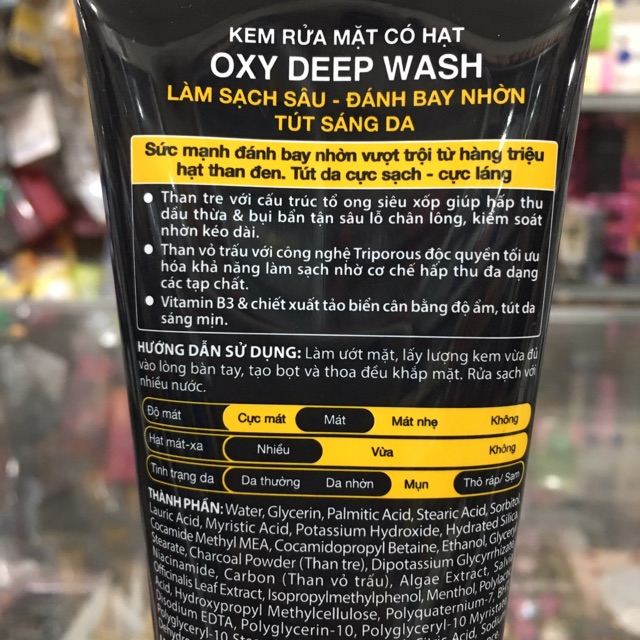 KEM RỬA MẶT CÓ HẠT
OXY DEEP WASH
LÀM SẠCH SÂU - ĐÁNH BAY NHỜN
TÚT SÁNG DA
Sức mạnh đánh bay nhờn vượt trội từ hàng triệu
hạt than đen. Tút da cực sạch - cực láng
• Than tre với cấu trúc tổ ong siêu xốp giúp hấp thu
dầu thừa & bụi bẩn tận sâu lỗ chân lông, kiểm soát
nhờn kéo dài.
• Than vỏ trấu với công nghệ Triporous độc quyền tối ưu
hóa khả năng làm sạch nhờ cơ chế hấp thu đa dạng
các tạp chất.
• Vitamin B3 & chiết xuất tảo biển cân bằng độ ẩm, tút da
sáng mịn.
HƯỚNG DẪN SỬ DỤNG: Làm ướt mặt, lấy lượng kem vừa đủ
vào lòng bàn tay, tạo bọt và thoa đều khắp mặt. Rửa sạch với
nhiều nước.
Độ mát Cực mát Mát Mát nhẹ Không
Hạt mát-xa Nhiều Vừa Không
Tình trạng da Da thường Da nhờn Mụn Thô ráp/ Sạm
THÀNH PHẦN: Water, Glycerin, Palmitic Acid, Stearic Acid, Sorbitol,
Lauric Acid, Myristic Acid, Potassium Hydroxide, Hydrated Silica,
Cocamide Methyl MEA, Cocamidopropyl Betaine, Ethanol, Glyceryl
Stearate, Charcoal Powder (Than tre), Dipotassium Glycyrrhizate,
Niacinamide, Carbon (Than vỏ trấu), Algae Extract, Salvia
Officinalis Leaf Extract, Isopropylmethylphenol, Menthol,
Acid, Hydroxypropyl Methylcellulose, Polyquaternium-7,
Disodium EDTA, Polyglycerin-10, Polyglyceryl-10
Polyglyceryl-10 Acid, Sodium